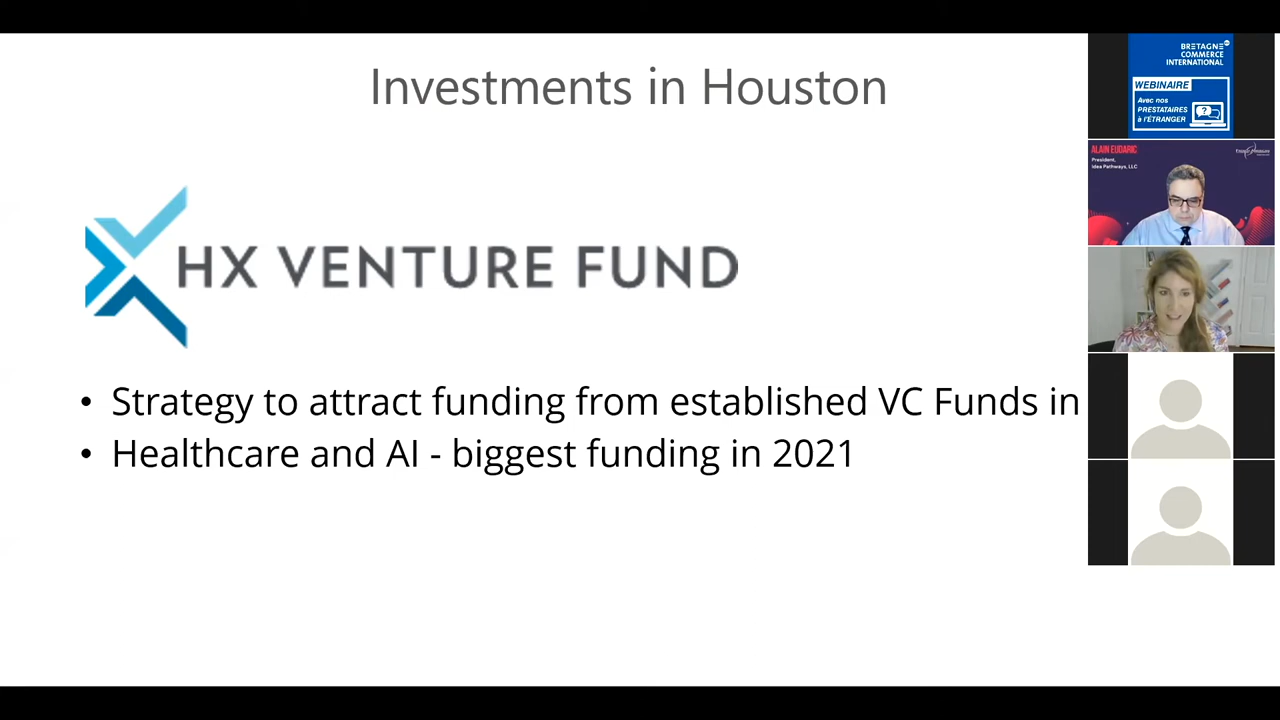 Investments in Houston
HX VENTURE FUND
• Strategy to attract funding from established VC Funds in
• Healthcare and AI - biggest funding in 2021
BRETAGNE
COMMERCE
INTERNATIONAL
WEBINAIRE
Avec nos
PRESTATAIRES
à l'ÉTRANGER
ALAIN EUDARIC
President,
Idea Pathways, LLC